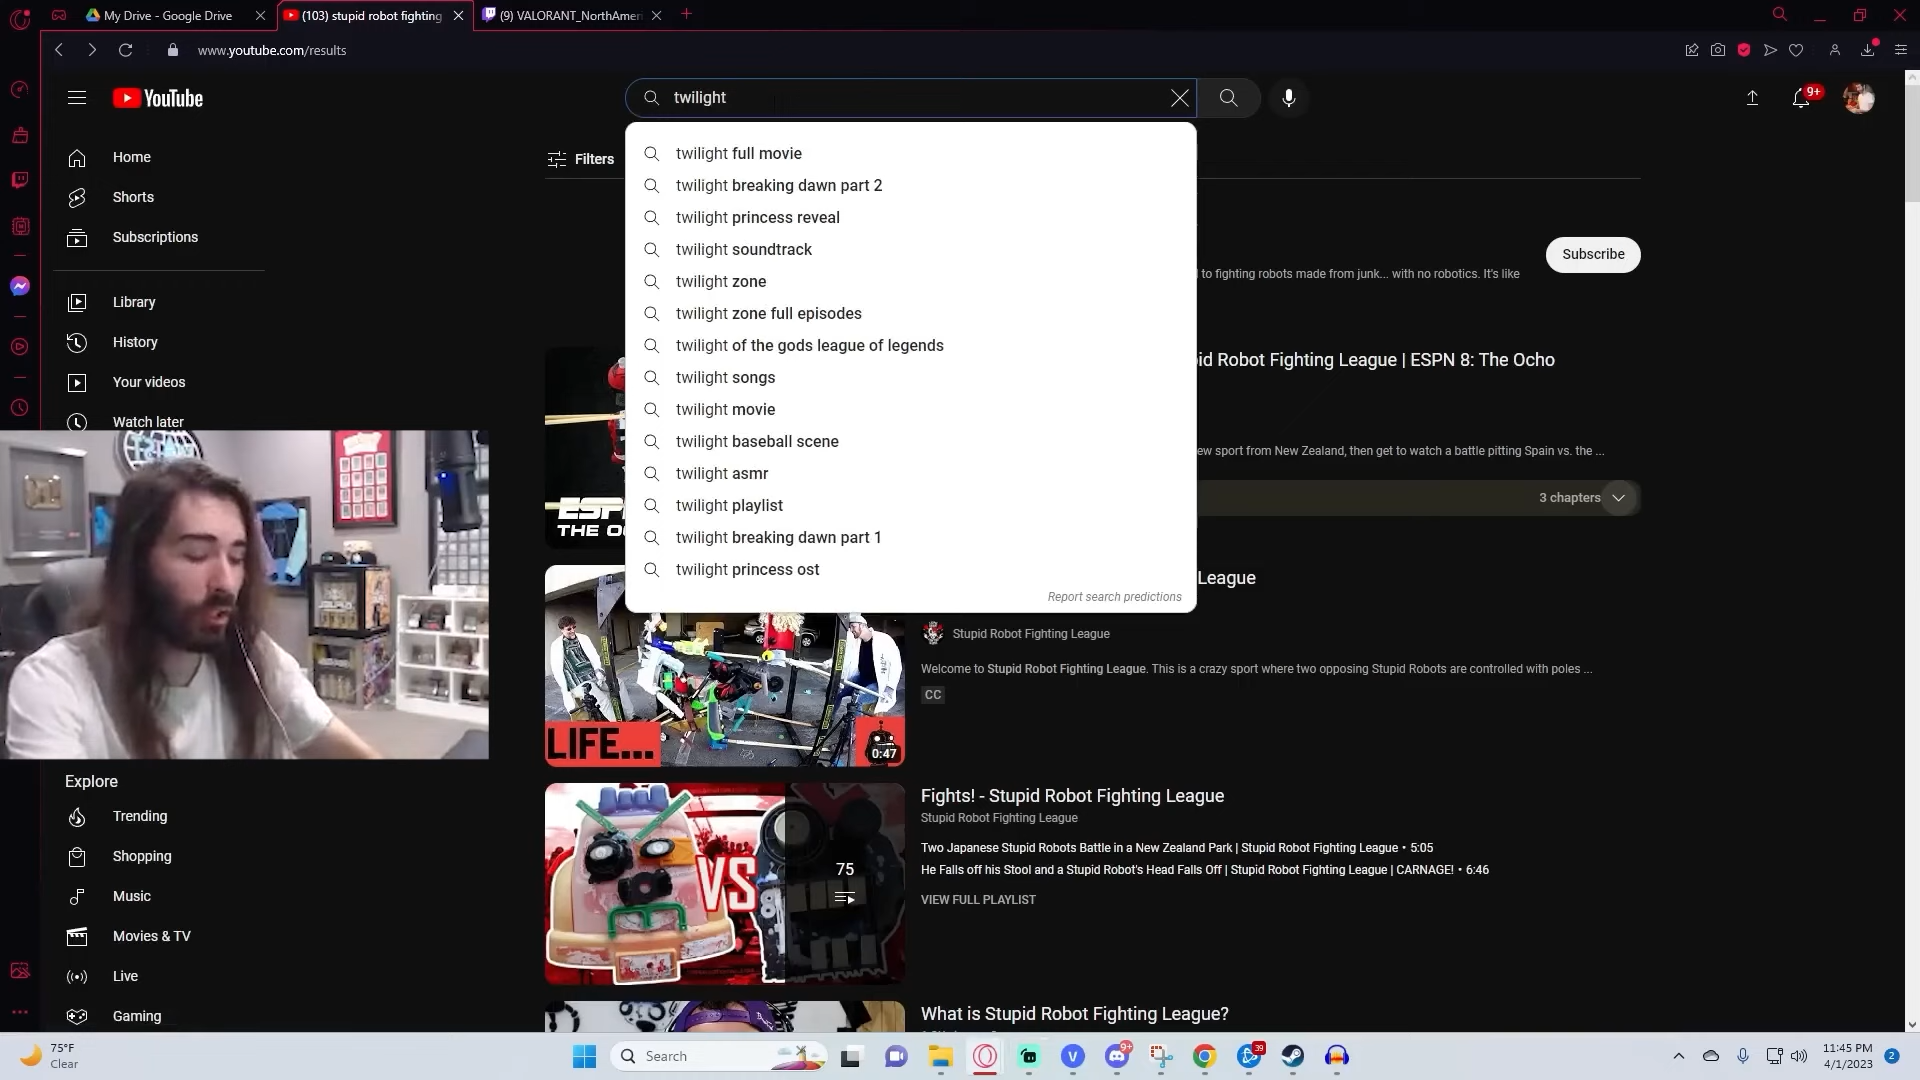 My Drive - Google Drive
(103) stupid robot fighting
(9) VALORANT_NorthAmeri
www.youtube.com/results
YouTube
twilight
9+
Home
Shorts
Subscriptions
Library
History
Your videos
Watch later
Filters
twilight full movie
twilight breaking dawn part 2
twilight princess reveal
twilight soundtrack
twilight zone
twilight zone full episodes
twilight of the gods league of legends
twilight songs
twilight movie
twilight baseball scene
twilight asmr
twilight playlist
twilight breaking dawn part 1
twilight princess ost
Report search predictions
Subscribe
to fighting robots made from junk... with no robotics. It's like
Robot Fighting League | ESPN 8: The Ocho
ew sport from New Zealand, then get to watch a battle pitting Spain vs. the ...
3 chapters
THE O
League
Stupid Robot Fighting League
Welcome to Stupid Robot Fighting League. This is a crazy sport where two opposing Stupid Robots are controlled with poles ...
CC
LIFE...
0:47
Explore
Trending
Shopping
Music
Movies & TV
Live
Gaming
VS
75
Fights! - Stupid Robot Fighting League
Stupid Robot Fighting League
Two Japanese Stupid Robots Battle in a New Zealand Park | Stupid Robot Fighting League • 5:05
He Falls off his Stool and a Stupid Robot's Head Falls Off | Stupid Robot Fighting League | CARNAGE! • 6:46
VIEW FULL PLAYLIST
What is Stupid Robot Fighting League?
75°F
Clear
Search
9+
39
11:45 PM
4/1/2023
2